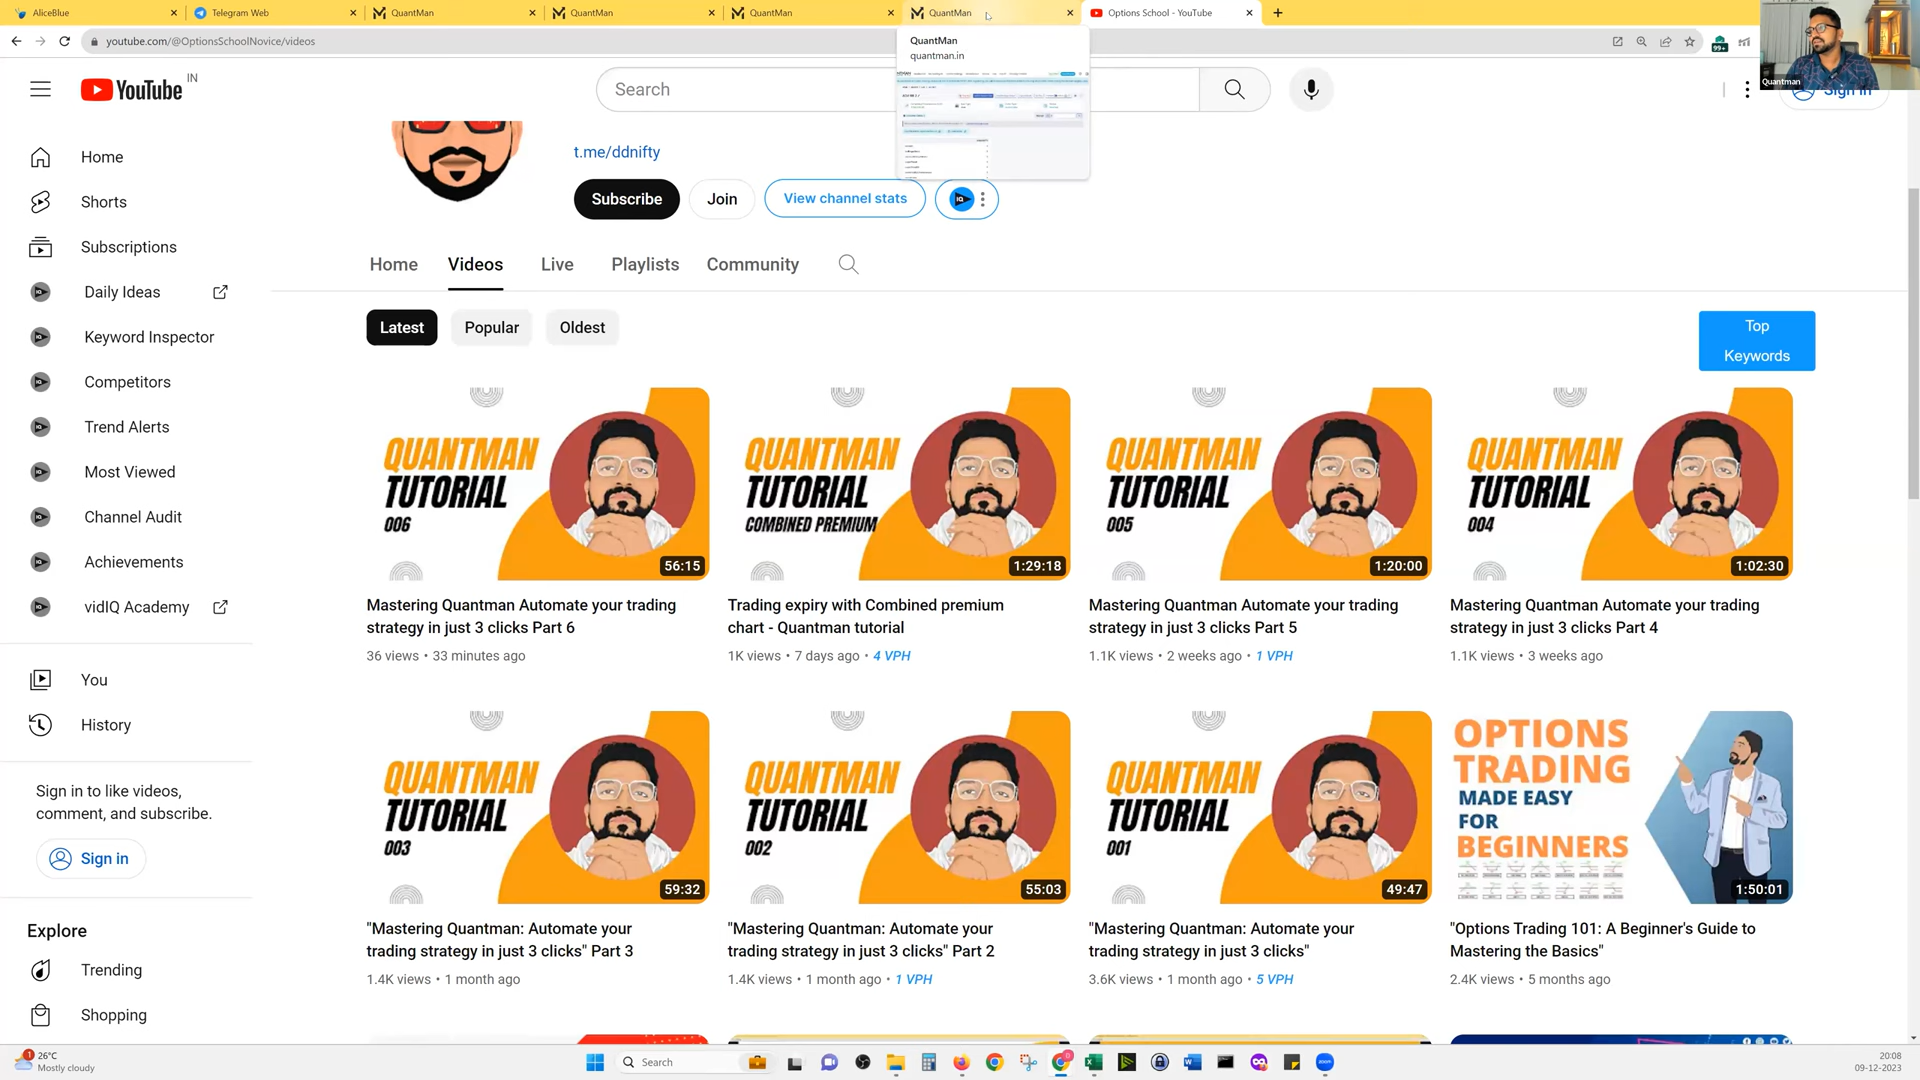 AliceBlue
Telegram Web
QuantMan
QuantMan
QuantMan
QuantMan
Options School - YouTube
youtube.com/@OptionsSchoolNovice/videos
99+
QuantMan
quantman.in
Quantman
YouTube IN
Search
Sign in
Home
Shorts
Subscriptions
Daily Ideas
Keyword Inspector
Competitors
Trend Alerts
Most Viewed
Channel Audit
Achievements
vidIQ Academy
You
History
Sign in to like videos,
comment, and subscribe.
Sign in
Explore
Trending
Shopping
t.me/ddnifty
Subscribe
Join
View channel stats
Home
Videos
Live
Playlists
Community
Latest
Popular
Oldest
Top
Keywords
QUANTMAN
TUTORIAL
006
56:15
Mastering Quantman Automate your trading
strategy in just 3 clicks Part 6
36 views • 33 minutes ago
QUANTMAN
TUTORIAL
COMBINED PREMIUM
1:29:18
Trading expiry with Combined premium
chart - Quantman tutorial
1K views • 7 days ago • 4 VPH
QUANTMAN
TUTORIAL
005
1:20:00
Mastering Quantman Automate your trading
strategy in just 3 clicks Part 5
1.1K views • 2 weeks ago • 1 VPH
QUANTMAN
TUTORIAL
004
1:02:30
Mastering Quantman Automate your trading
strategy in just 3 clicks Part 4
1.1K views • 3 weeks ago
QUANTMAN
TUTORIAL
003
59:32
"Mastering Quantman: Automate your
trading strategy in just 3 clicks" Part 3
1.4K views • 1 month ago
QUANTMAN
TUTORIAL
002
55:03
"Mastering Quantman: Automate your
trading strategy in just 3 clicks" Part 2
1.4K views • 1 month ago • 1 VPH
QUANTMAN
TUTORIAL
001
49:47
"Mastering Quantman: Automate your
trading strategy in just 3 clicks"
3.6K views • 1 month ago • 5 VPH
OPTIONS
TRADING
MADE EASY
FOR
BEGINNERS
1:50:01
"Options Trading 101: A Beginner's Guide to
Mastering the Basics"
2.4K views • 5 months ago
1
26°C
Mostly cloudy
Search
20:08
09-12-2023